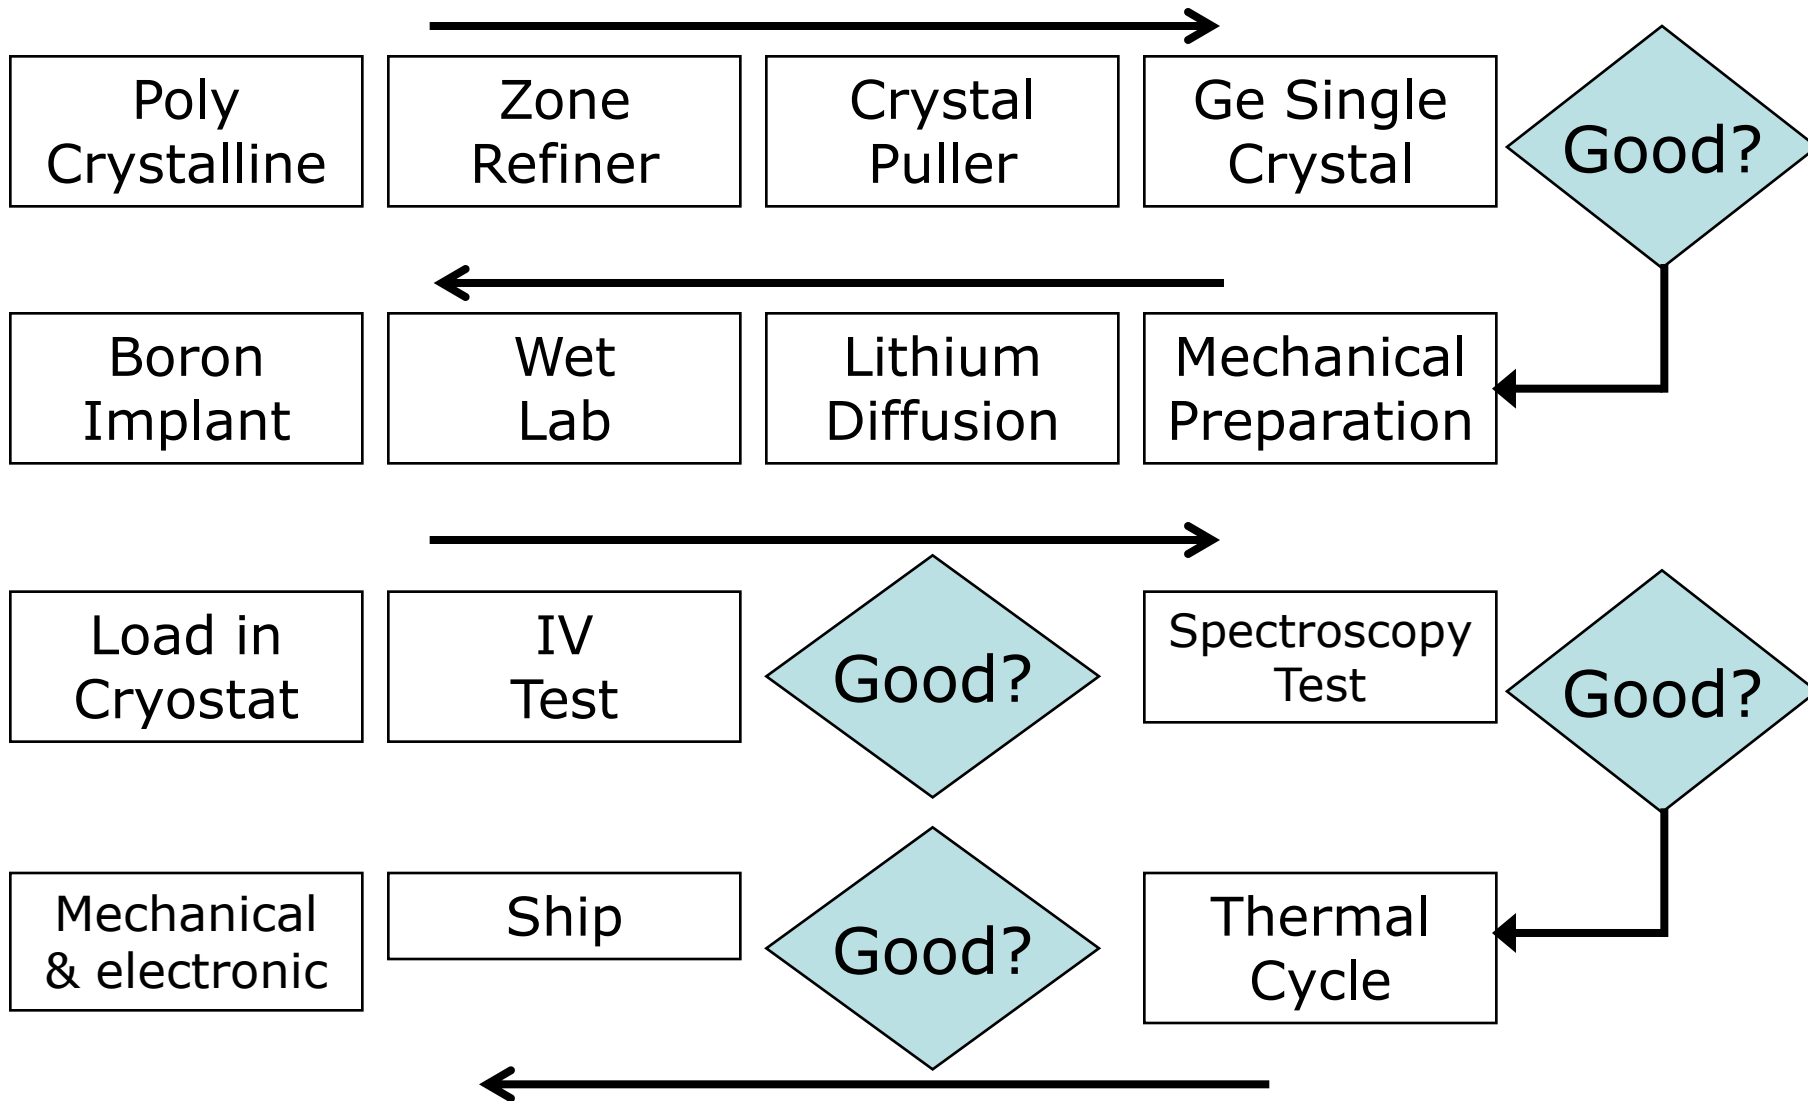 Poly
Crystalline
Zone
Refiner
Crystal
Puller
Ge Single
Crystal
Good?
Boron
Implant
Wet
Lab
Lithium
Diffusion
Mechanical
Preparation
Load in
Cryostat
IV
Test
Good?
Spectroscopy
Test
Good?
Mechanical
& electronic
Ship
Good?
Thermal
Cycle